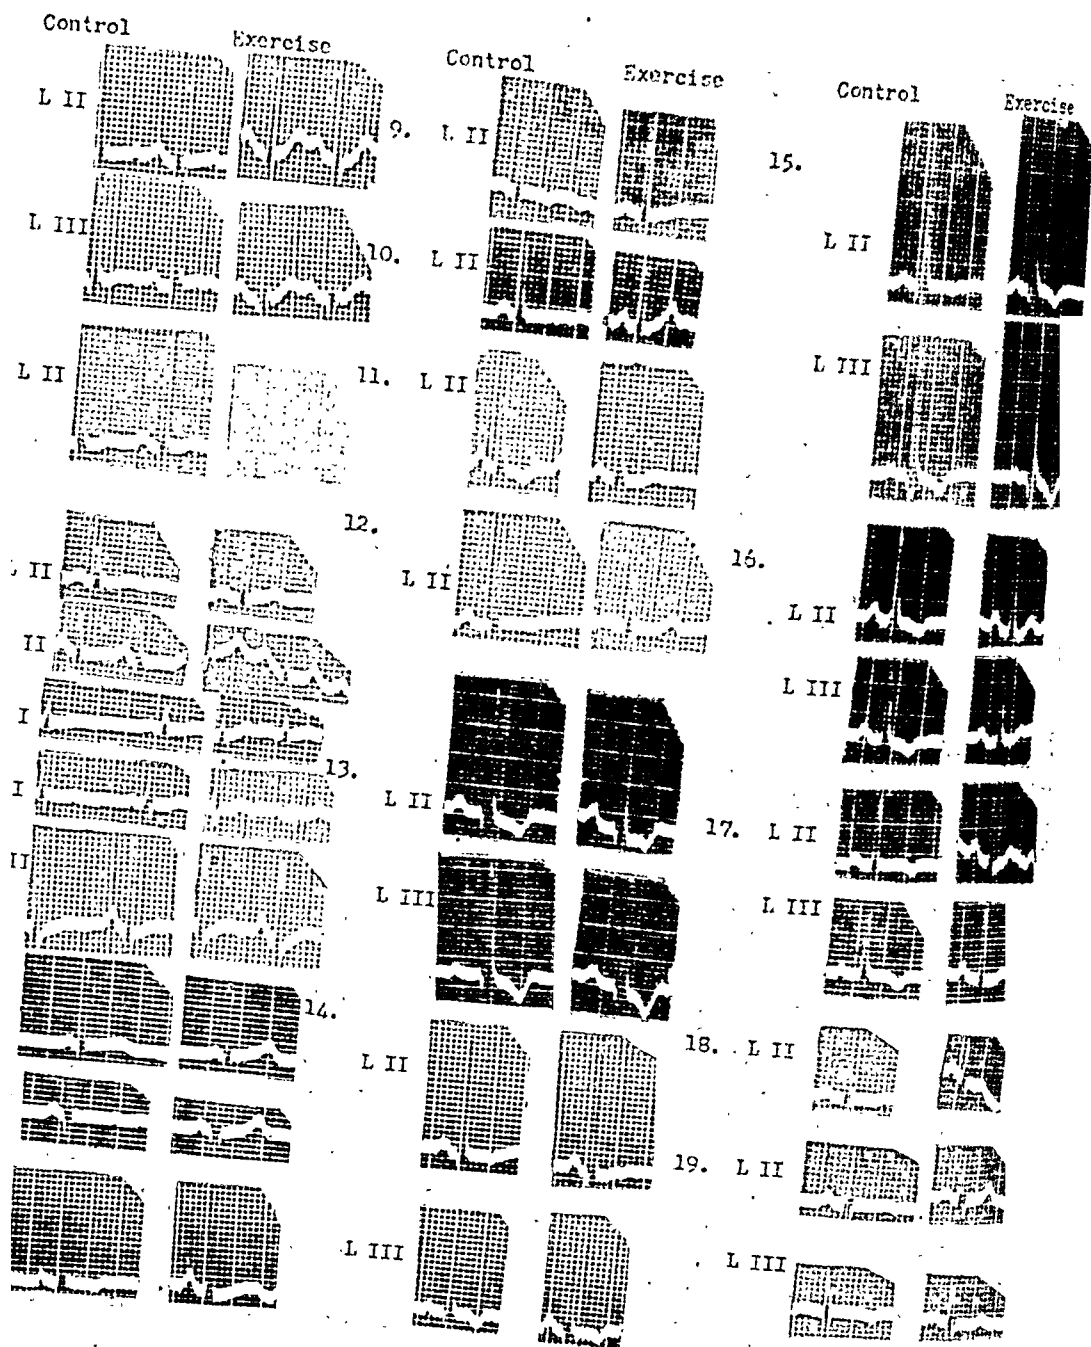 Control Exercise
L II
L III
L II
L II
II
I
I
II
Control Exercise
9. L II
10. L II
11. L II
12. L II
13.
L II
L III
14.
L II
L III
Control Exercise
15.
L II
L III
16.
L II
L III
17. L II
L III
18. L II
19. L II
L III